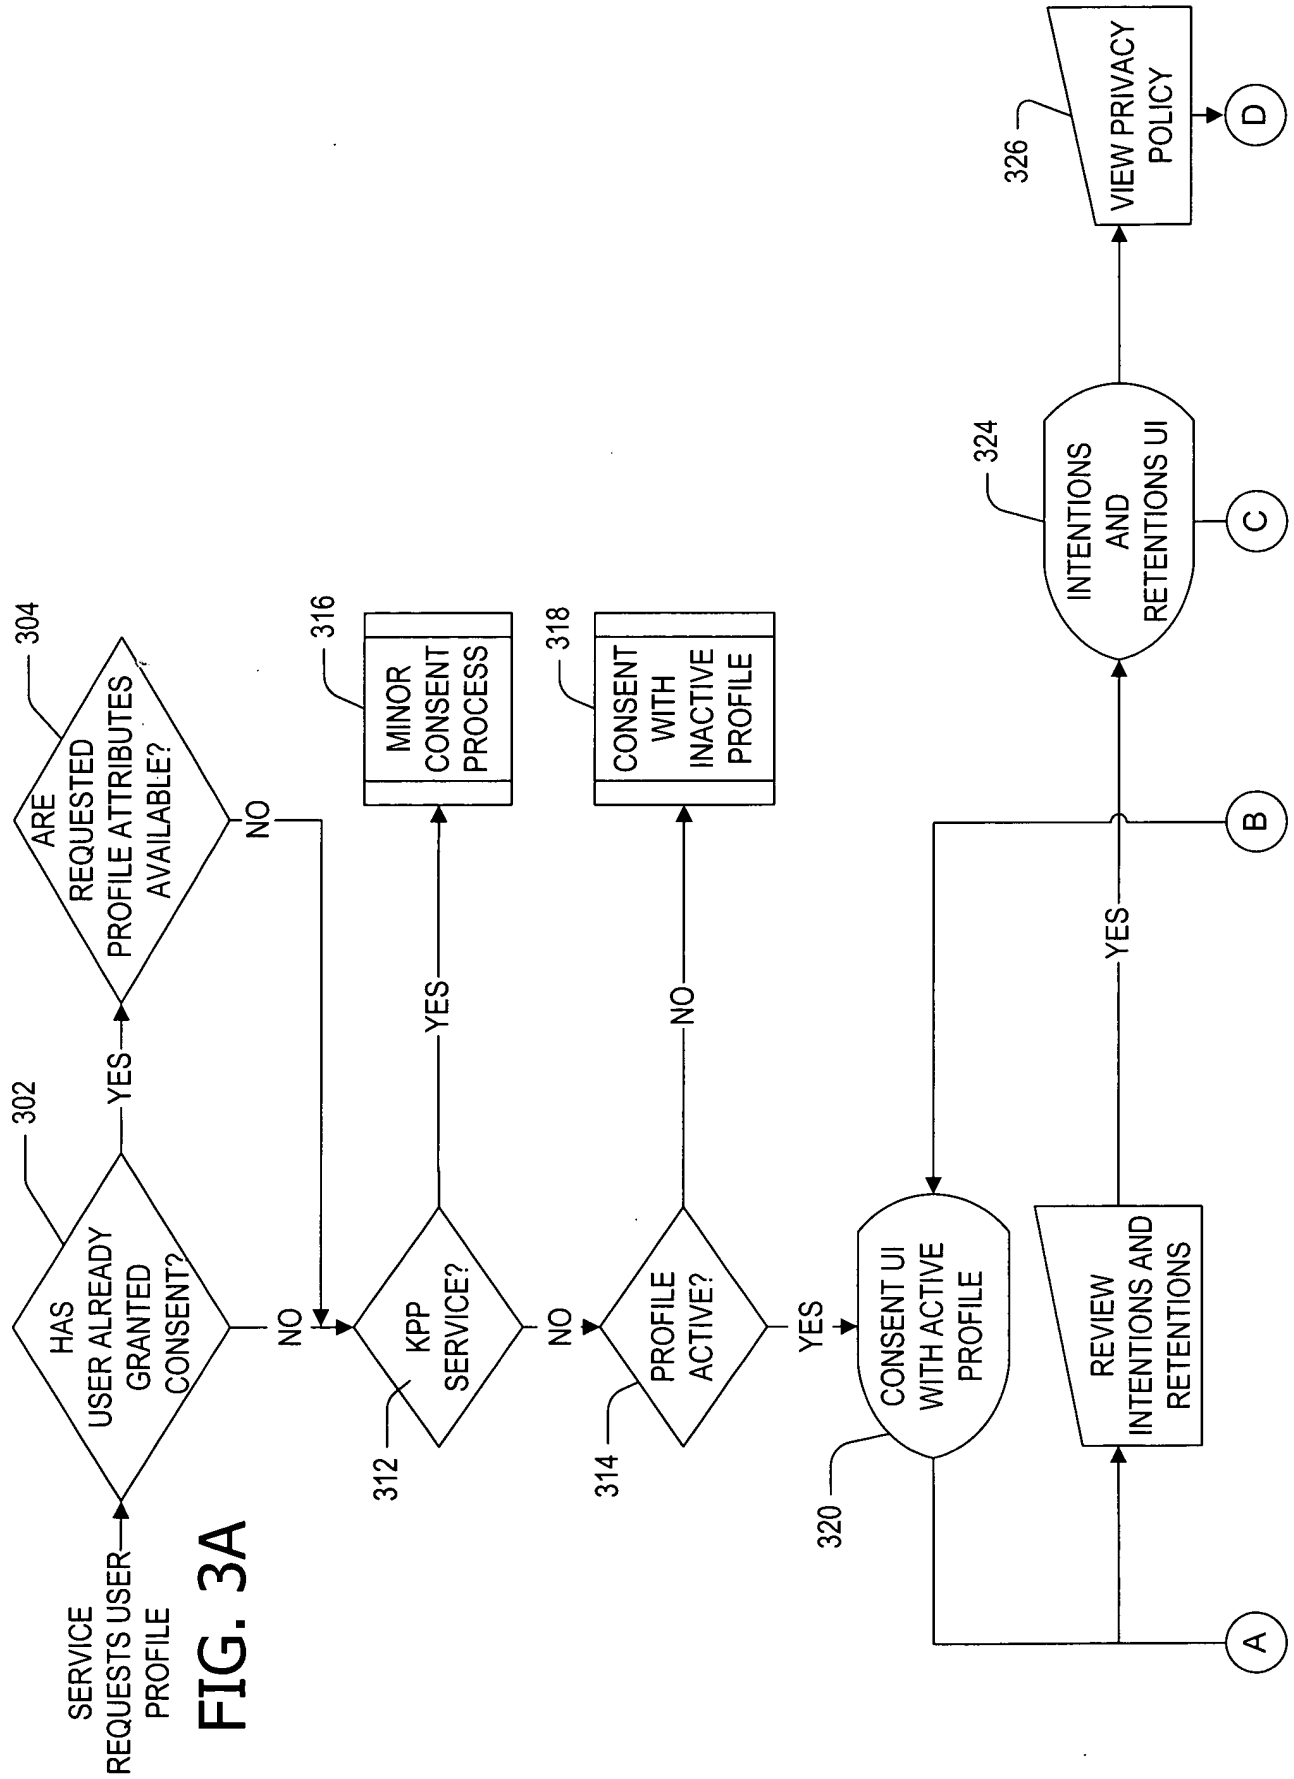 SERVICE
REQUESTS USER
PROFILE
FIG. 3A
302
HAS
USER ALREADY
GRANTED
CONSENT?
YES
NO
304
ARE
REQUESTED
PROFILE ATTRIBUTES
AVAILABLE?
NO
312
KPP
SERVICE?
YES
NO
316
MINOR
CONSENT
PROCESS
314
PROFILE
ACTIVE?
NO
YES
318
CONSENT
WITH
INACTIVE
PROFILE
320
CONSENT UI
WITH ACTIVE
PROFILE
REVIEW
INTENTIONS AND
RETENTIONS
YES
324
INTENTIONS
AND
RETENTIONS UI
326
VIEW PRIVACY
POLICY
A
B
C
D